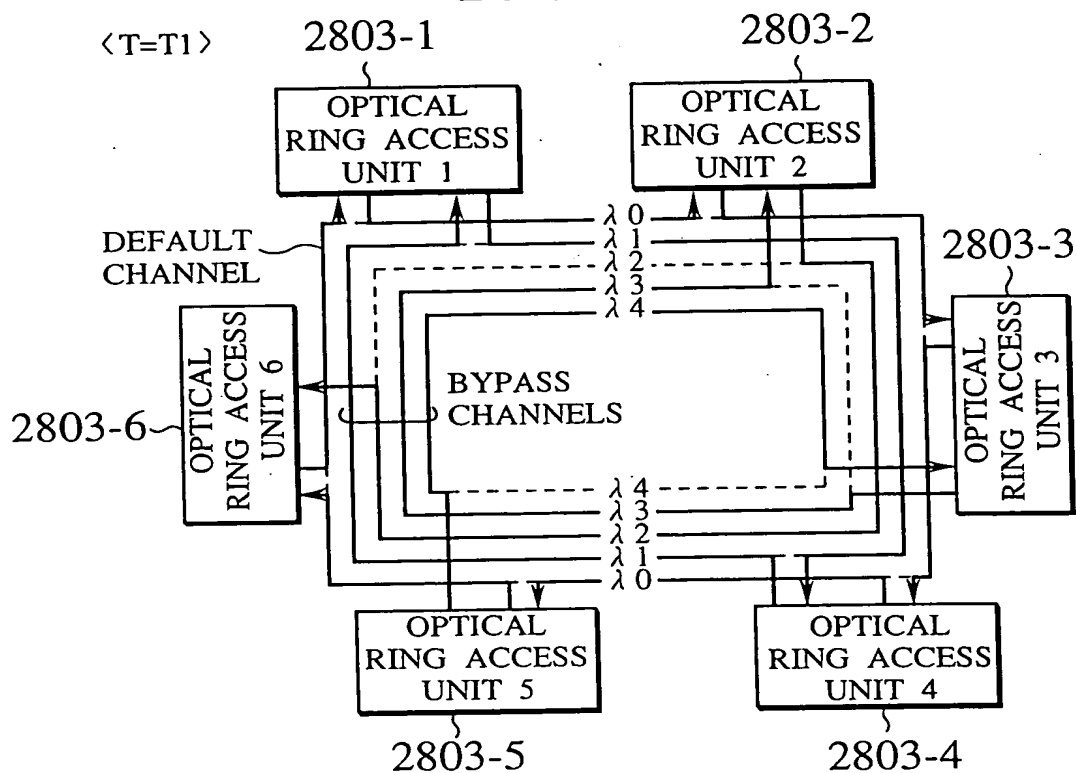 〈T=T1〉
2803-1
2803-2
OPTICAL
RING ACCESS
UNIT 1
OPTICAL
RING ACCESS
UNIT 2
DEFAULT
CHANNEL
λ 0
λ 1
λ 2
λ 3
λ 4
2803-3
OPTICAL
RING ACCESS
UNIT 3
BYPASS
CHANNELS
2803-6
OPTICAL
RING ACCESS
UNIT 6
λ 4
λ 3
λ 2
λ 1
λ 0
OPTICAL
RING ACCESS
UNIT 5
OPTICAL
RING ACCESS
UNIT 4
2803-5
2803-4